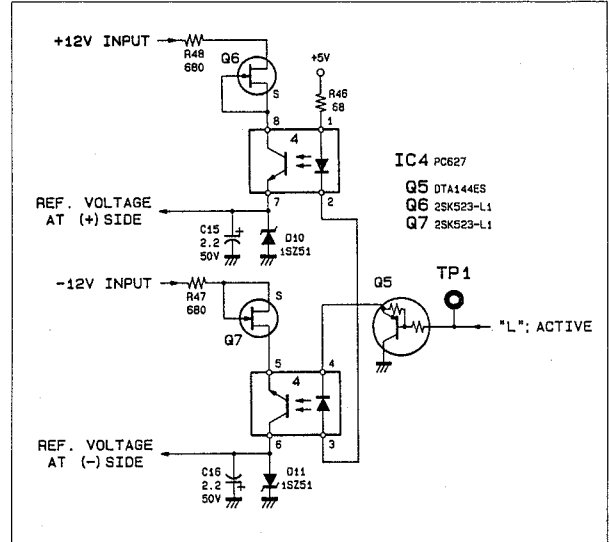 +12V INPUT
R48
680
Q6
S
+5V
R46
68
8
1
4
7
2
IC4 PC627
Q5 DTA144ES
Q6 2SK523-L1
Q7 2SK523-L1
REF. VOLTAGE
AT (+) SIDE
C15
2.2
50V
+
D10
1SZ51
-12V INPUT
R47
680
S
Q7
Q5
TP1
"L"; ACTIVE
5
4
4
6
3
REF. VOLTAGE
AT (-) SIDE
C16
2.2
50V
+
D11
1SZ51